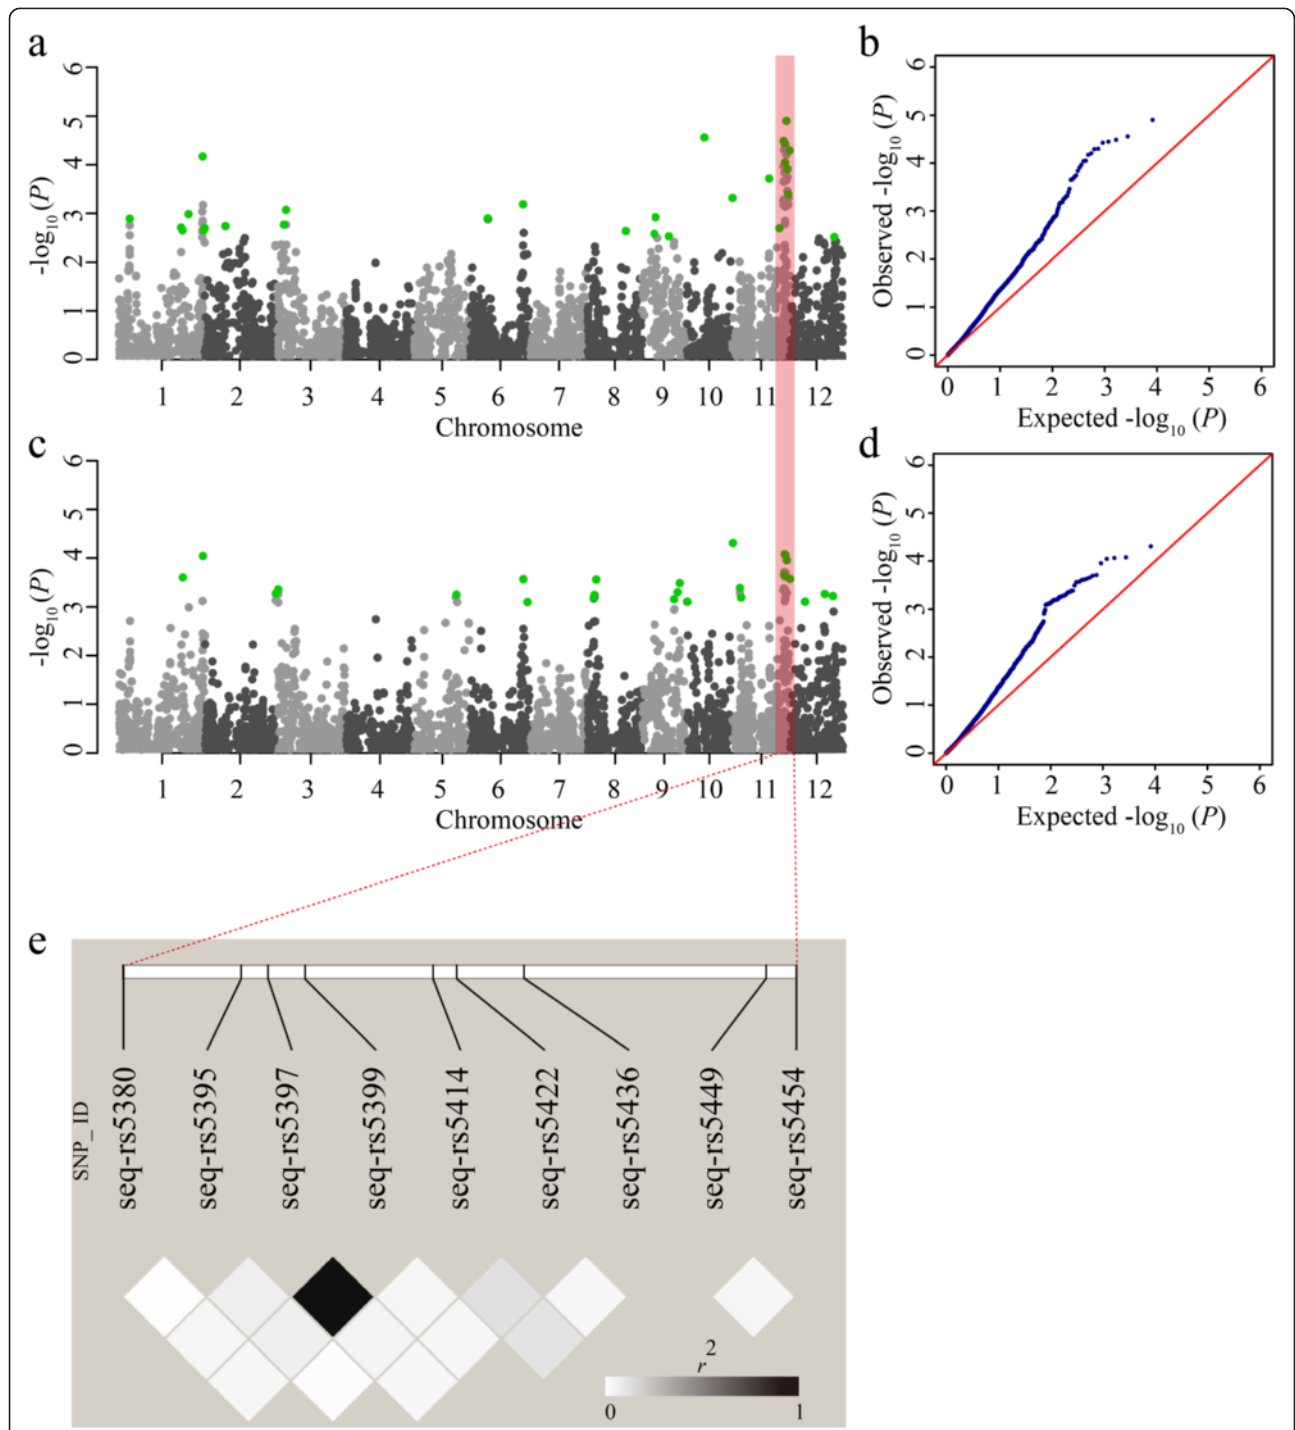 a
-log10 (P)
6
5
4
3
2
1
0
1 2 3 4 5 6 7 8 9 10 11 12
Chromosome
b
Observed -log10 (P)
6
5
4
3
2
1
0
0 1 2 3 4 5 6
Expected -log10 (P)
c
-log10 (P)
6
5
4
3
2
1
0
1 2 3 4 5 6 7 8 9 10 11 12
Chromosome
d
Observed -log10 (P)
6
5
4
3
2
1
0
0 1 2 3 4 5 6
Expected -log10 (P)
e
SNP_ID
seq-rs5380
seq-rs5395
seq-rs5397
seq-rs5399
seq-rs5414
seq-rs5422
seq-rs5436
seq-rs5449
seq-rs5454
r2
0 1